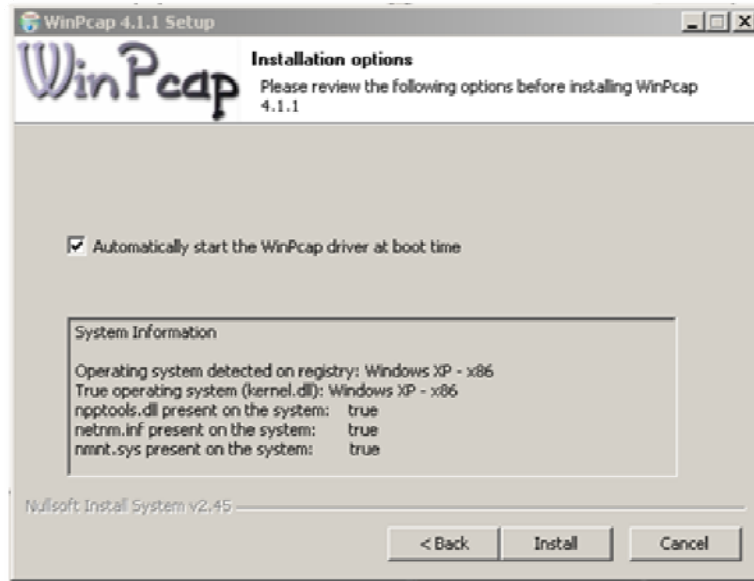 WinPcap 4.1.1 Setup
WinPcap
Installation options
Please review the following options before installing WinPcap
4.1.1
Automatically start the WinPcap driver at boot time
System Information
Operating system detected on registry: Windows XP - x86
True operating system (kernel.dll): Windows XP - x86
npptools.dll present on the system: true
netnm.inf present on the system: true
nmnt.sys present on the system: true
Nullsoft Install System v2.45
< Back Install Cancel